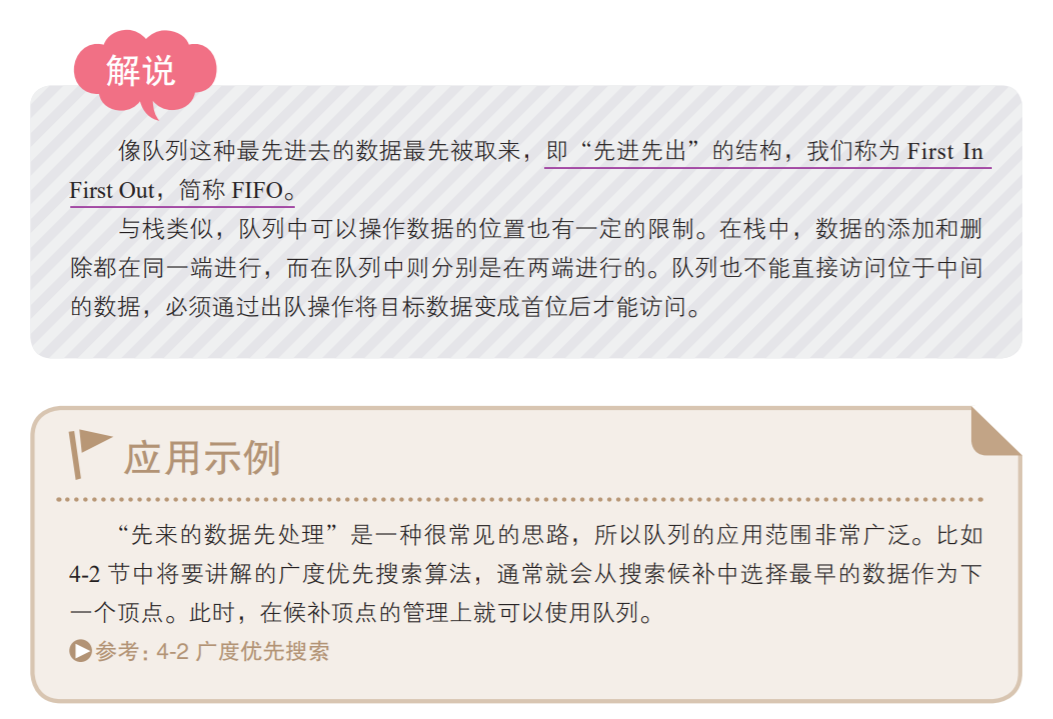 解说
像队列这种最先进去的数据最先被取来，即“先进先出”的结构，我们称为 First In
First Out，简称 FIFO。
与栈类似，队列中可以操作数据的位置也有一定的限制。在栈中，数据的添加和删
除都在同一端进行，而在队列中则分别是在两端进行的。队列也不能直接访问位于中间
的数据，必须通过出队操作将目标数据变成首位后才能访问。
应用示例
“先来的数据先处理”是一种很常见的思路，所以队列的应用范围非常广泛。比如
4-2 节中将要讲解的广度优先搜索算法，通常就会从搜索候补中选择最早的数据作为下
一个顶点。此时，在候补顶点的管理上就可以使用队列。
参考：4-2 广度优先搜索